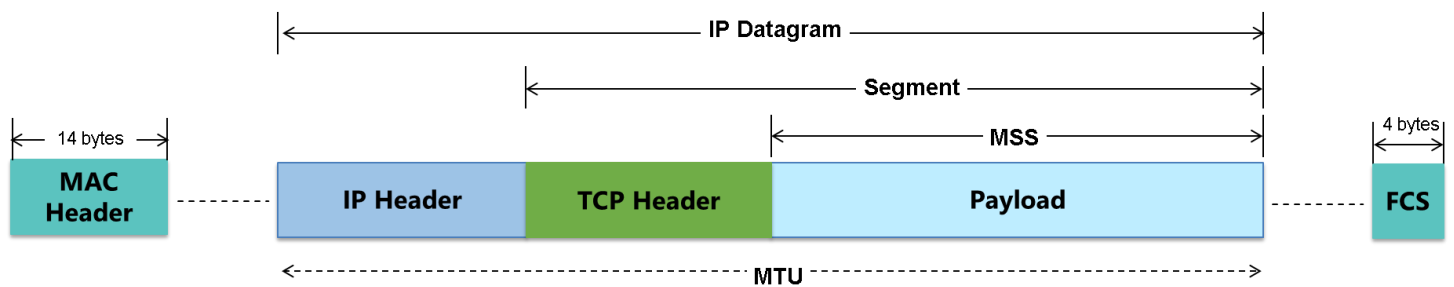 IP Datagram
Segment
14 bytes
MSS
4 bytes
MAC
Header
IP Header
TCP Header
Payload
FCS
MTU